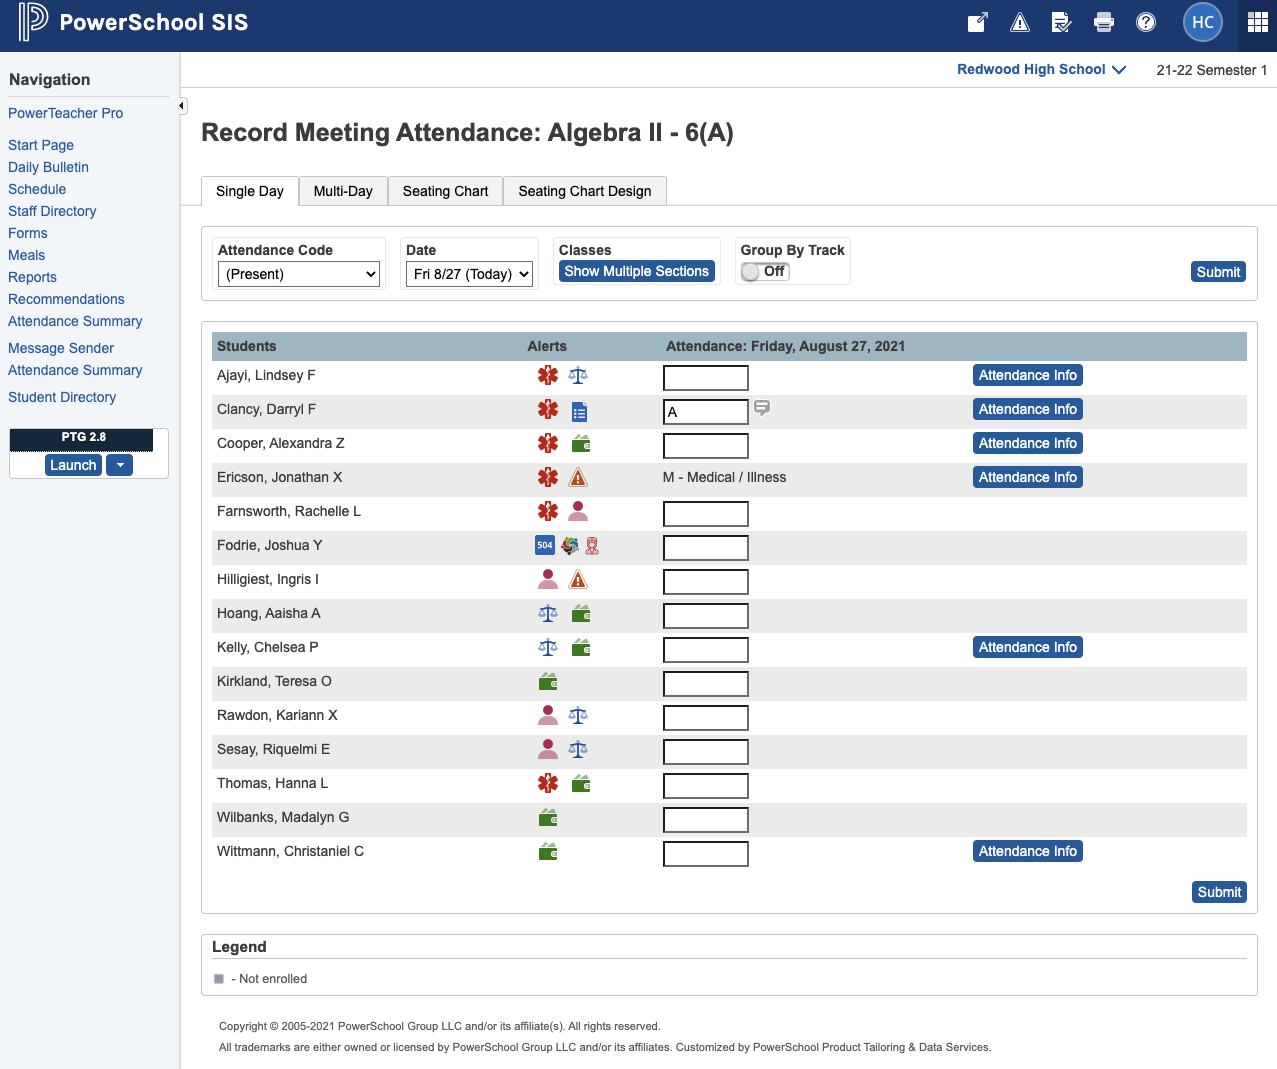 PowerSchool SIS
HC
Redwood High School
21-22 Semester 1
Navigation
PowerTeacher Pro
Start Page
Daily Bulletin
Schedule
Staff Directory
Forms
Meals
Reports
Recommendations
Attendance Summary
Message Sender
Attendance Summary
Student Directory
PTG 2.8
Launch
Record Meeting Attendance: Algebra II - 6(A)
Single Day Multi-Day Seating Chart Seating Chart Design
Attendance Code Date Classes Group By Track
(Present) Fri 8/27 (Today) Show Multiple Sections Off Submit
Students Alerts Attendance: Friday, August 27, 2021
Ajayi, Lindsey F Attendance Info
Clancy, Darryl F A Attendance Info
Cooper, Alexandra Z Attendance Info
Ericson, Jonathan X M - Medical / Illness Attendance Info
Farnsworth, Rachelle L
Fodrie, Joshua Y 504
Hilligiest, Ingris I
Hoang, Aaisha A
Kelly, Chelsea P Attendance Info
Kirkland, Teresa O
Rawdon, Kariann X
Sesay, Riquelmi E
Thomas, Hanna L
Wilbanks, Madalyn G
Wittmann, Christaniel C Attendance Info
Submit
Legend
- Not enrolled
Copyright © 2005-2021 PowerSchool Group LLC and/or its affiliate(s). All rights reserved.
All trademarks are either owned or licensed by PowerSchool Group LLC and/or its affiliates. Customized by PowerSchool Product Tailoring & Data Services.